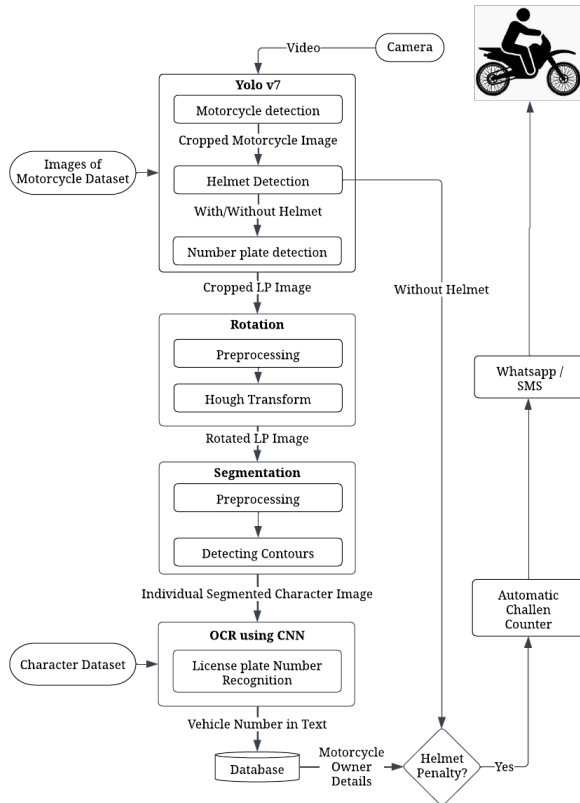 Camera
Video
Yolo v7
Motorcycle detection
Cropped Motorcycle Image
Images of
Motorcycle Dataset
Helmet Detection
With/Without Helmet
Number plate detection
Cropped LP Image
Without Helmet
Rotation
Preprocessing
Hough Transform
Rotated LP Image
Whatsapp /
SMS
Segmentation
Preprocessing
Detecting Contours
Individual Segmented Character Image
Automatic
Challen
Counter
OCR using CNN
Character Dataset
License plate Number
Recognition
Vehicle Number in Text
Database
Motorcycle
Owner
Details
Helmet
Penalty?
Yes